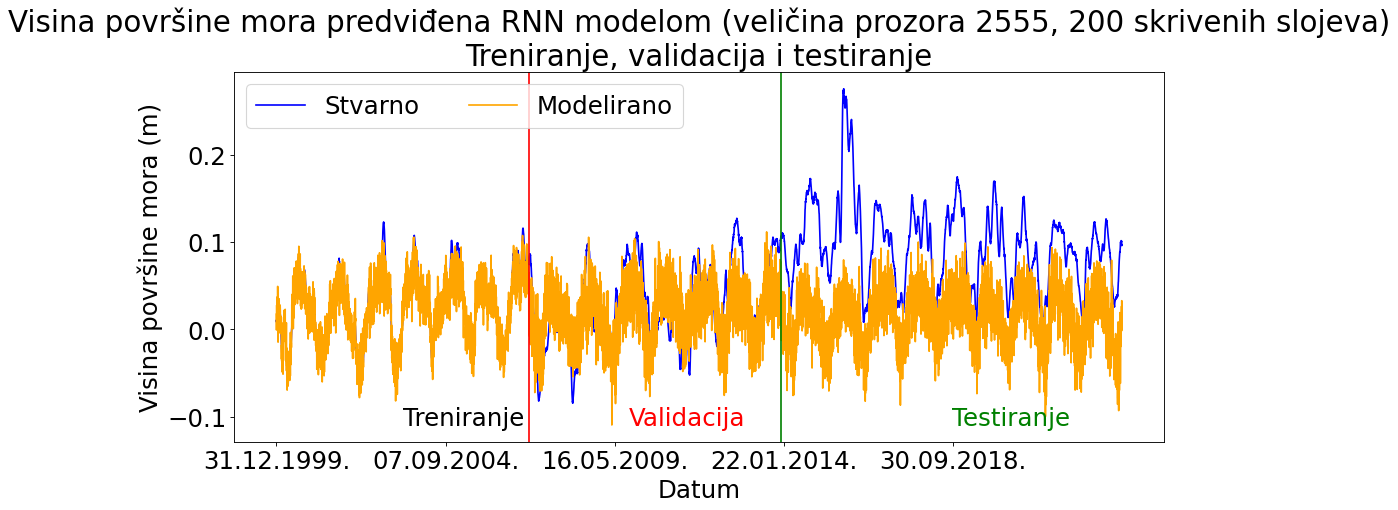 Visina površine mora predviđena RNN modelom (veličina prozora 2555, 200 skrivenih slojeva)
Treniranje, validacija i testiranje
Stvarno
Modelirano
Visina površine mora (m)
0.2
0.1
0.0
−0.1
Treniranje
Validacija
Testiranje
31.12.1999.
07.09.2004.
16.05.2009.
22.01.2014.
30.09.2018.
Datum